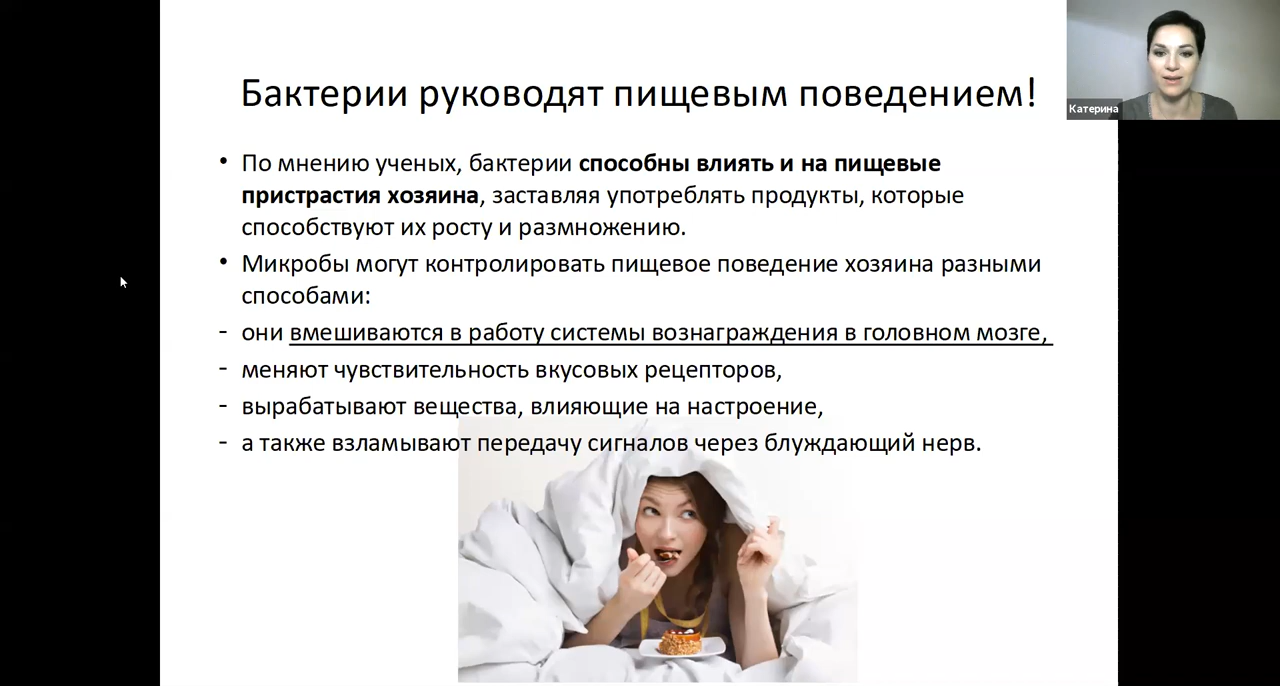 Бактерии руководят пищевым поведением!
Катерина
• По мнению ученых, бактерии способны влиять и на пищевые
пристрастия хозяина, заставляя употреблять продукты, которые
способствуют их росту и размножению.
• Микробы могут контролировать пищевое поведение хозяина разными
способами:
- они вмешиваются в работу системы вознаграждения в головном мозге,
- меняют чувствительность вкусовых рецепторов,
- вырабатывают вещества, влияющие на настроение,
- а также взламывают передачу сигналов через блуждающий нерв.